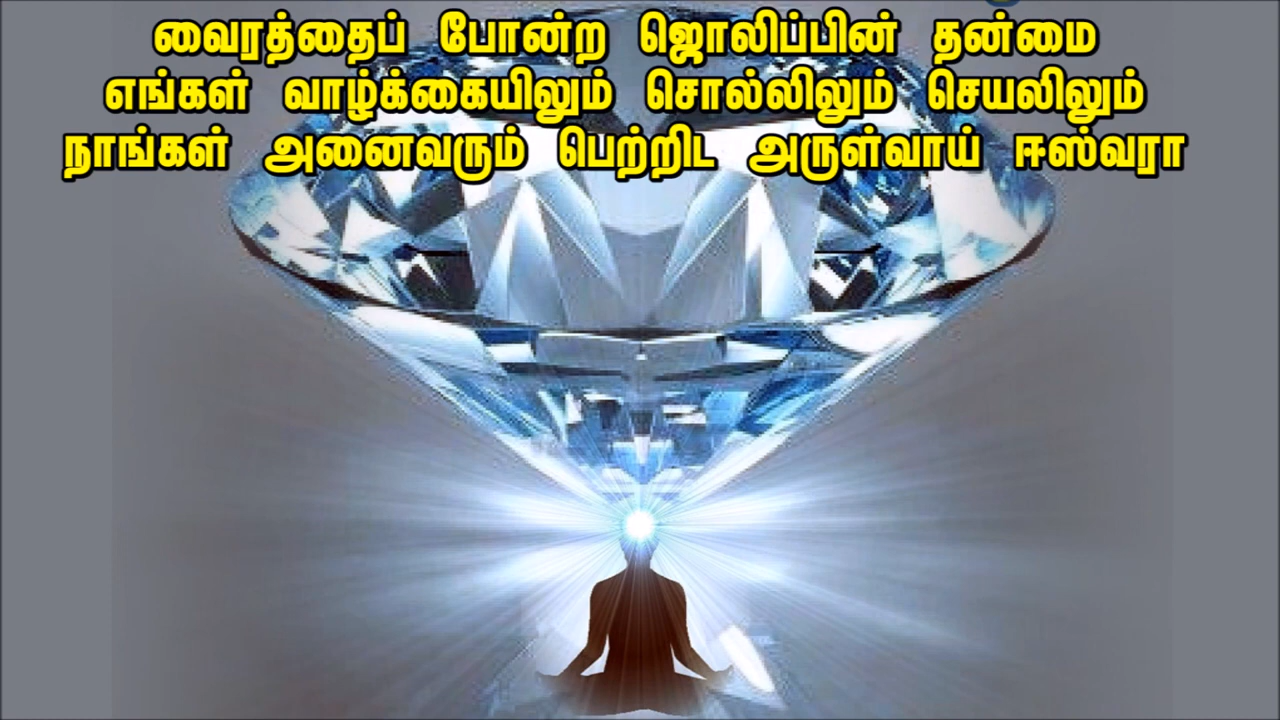 வைரத்தைப் போன்ற ஜொலிப்பின் தன்மை
எங்கள் வாழ்க்கையிலும் சொல்லிலும் செயலிலும்
நாங்கள் அனைவரும் பெற்றிட அருள்வாய் ஈஸ்வரா